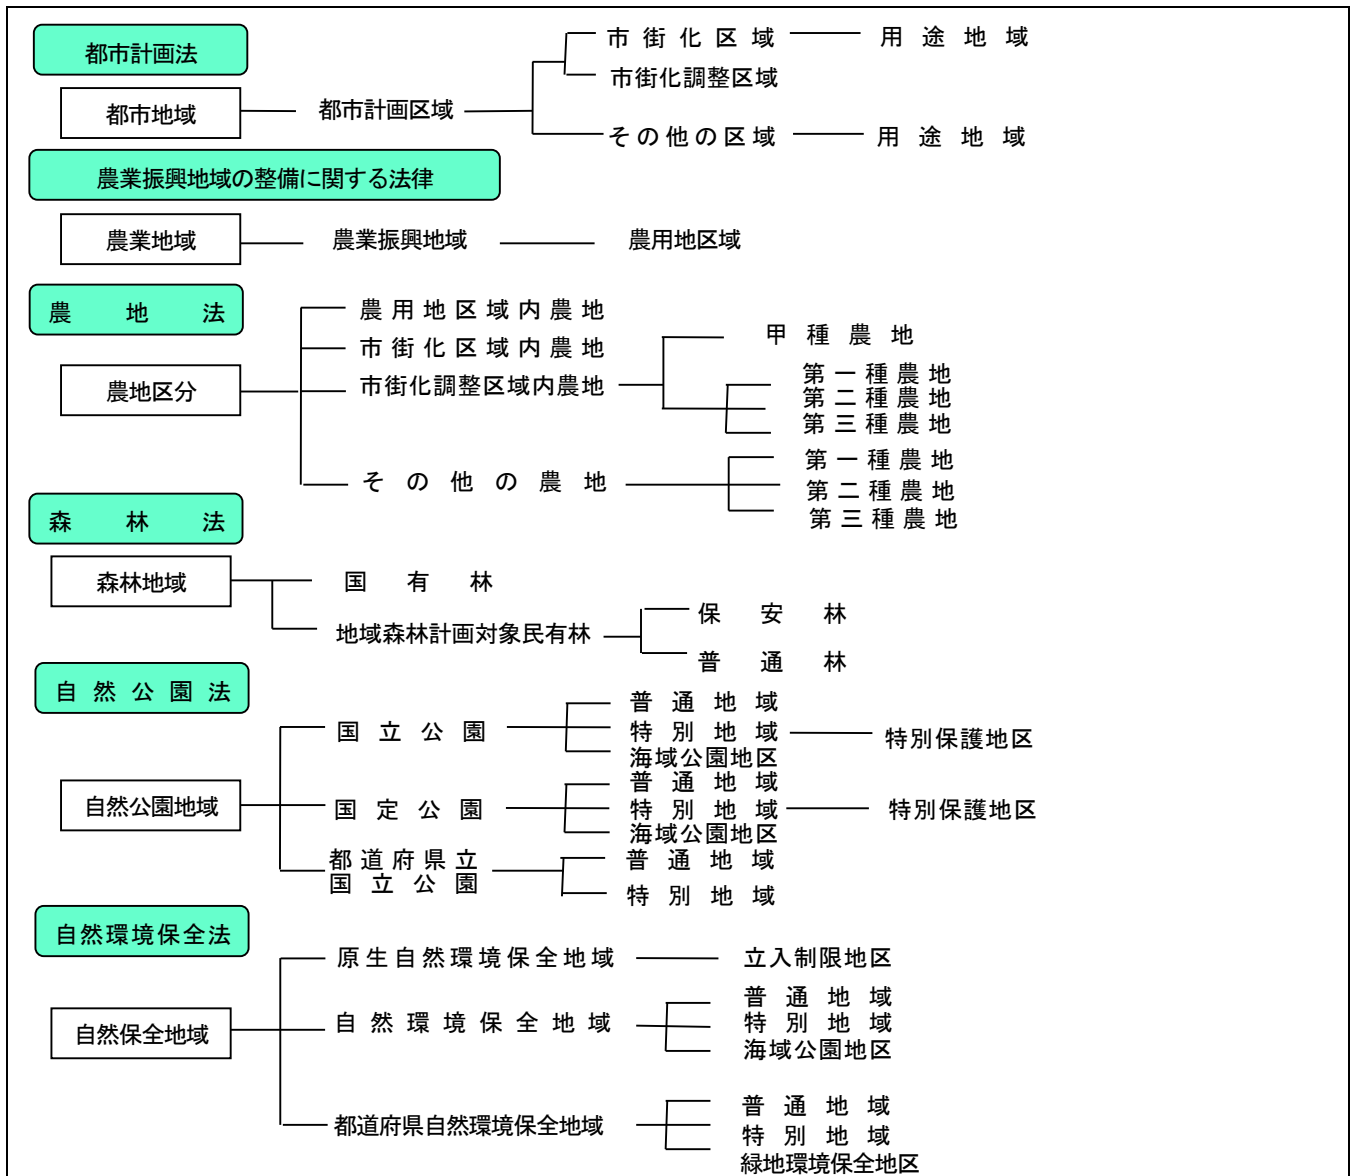 都市計画法
市街化区域 用途地域
市街化調整区域
都市地域 都市計画区域
その他の区域 用途地域
農業振興地域の整備に関する法律
農業地域 農業振興地域 農用地区域
農地法
農用地区域内農地
市街化区域内農地
甲種農地
農地区分 市街化調整区域内農地
第一種農地
第二種農地
第三種農地
その他の農地
第一種農地
第二種農地
第三種農地
森林法
森林地域 国有林
地域森林計画対象民有林
保安林
普通林
自然公園法
国立公園
普通地域
特別地域 特別保護地区
海域公園地区
自然公園地域 国定公園
普通地域
特別地域 特別保護地区
海域公園地区
都道府県立
国立公園
普通地域
特別地域
自然環境保全法
原生自然環境保全地域 立入制限地区
自然保全地域 自然環境保全地域
普通地域
特別地域
海域公園地区
都道府県自然環境保全地域
普通地域
特別地域
緑地環境保全地区